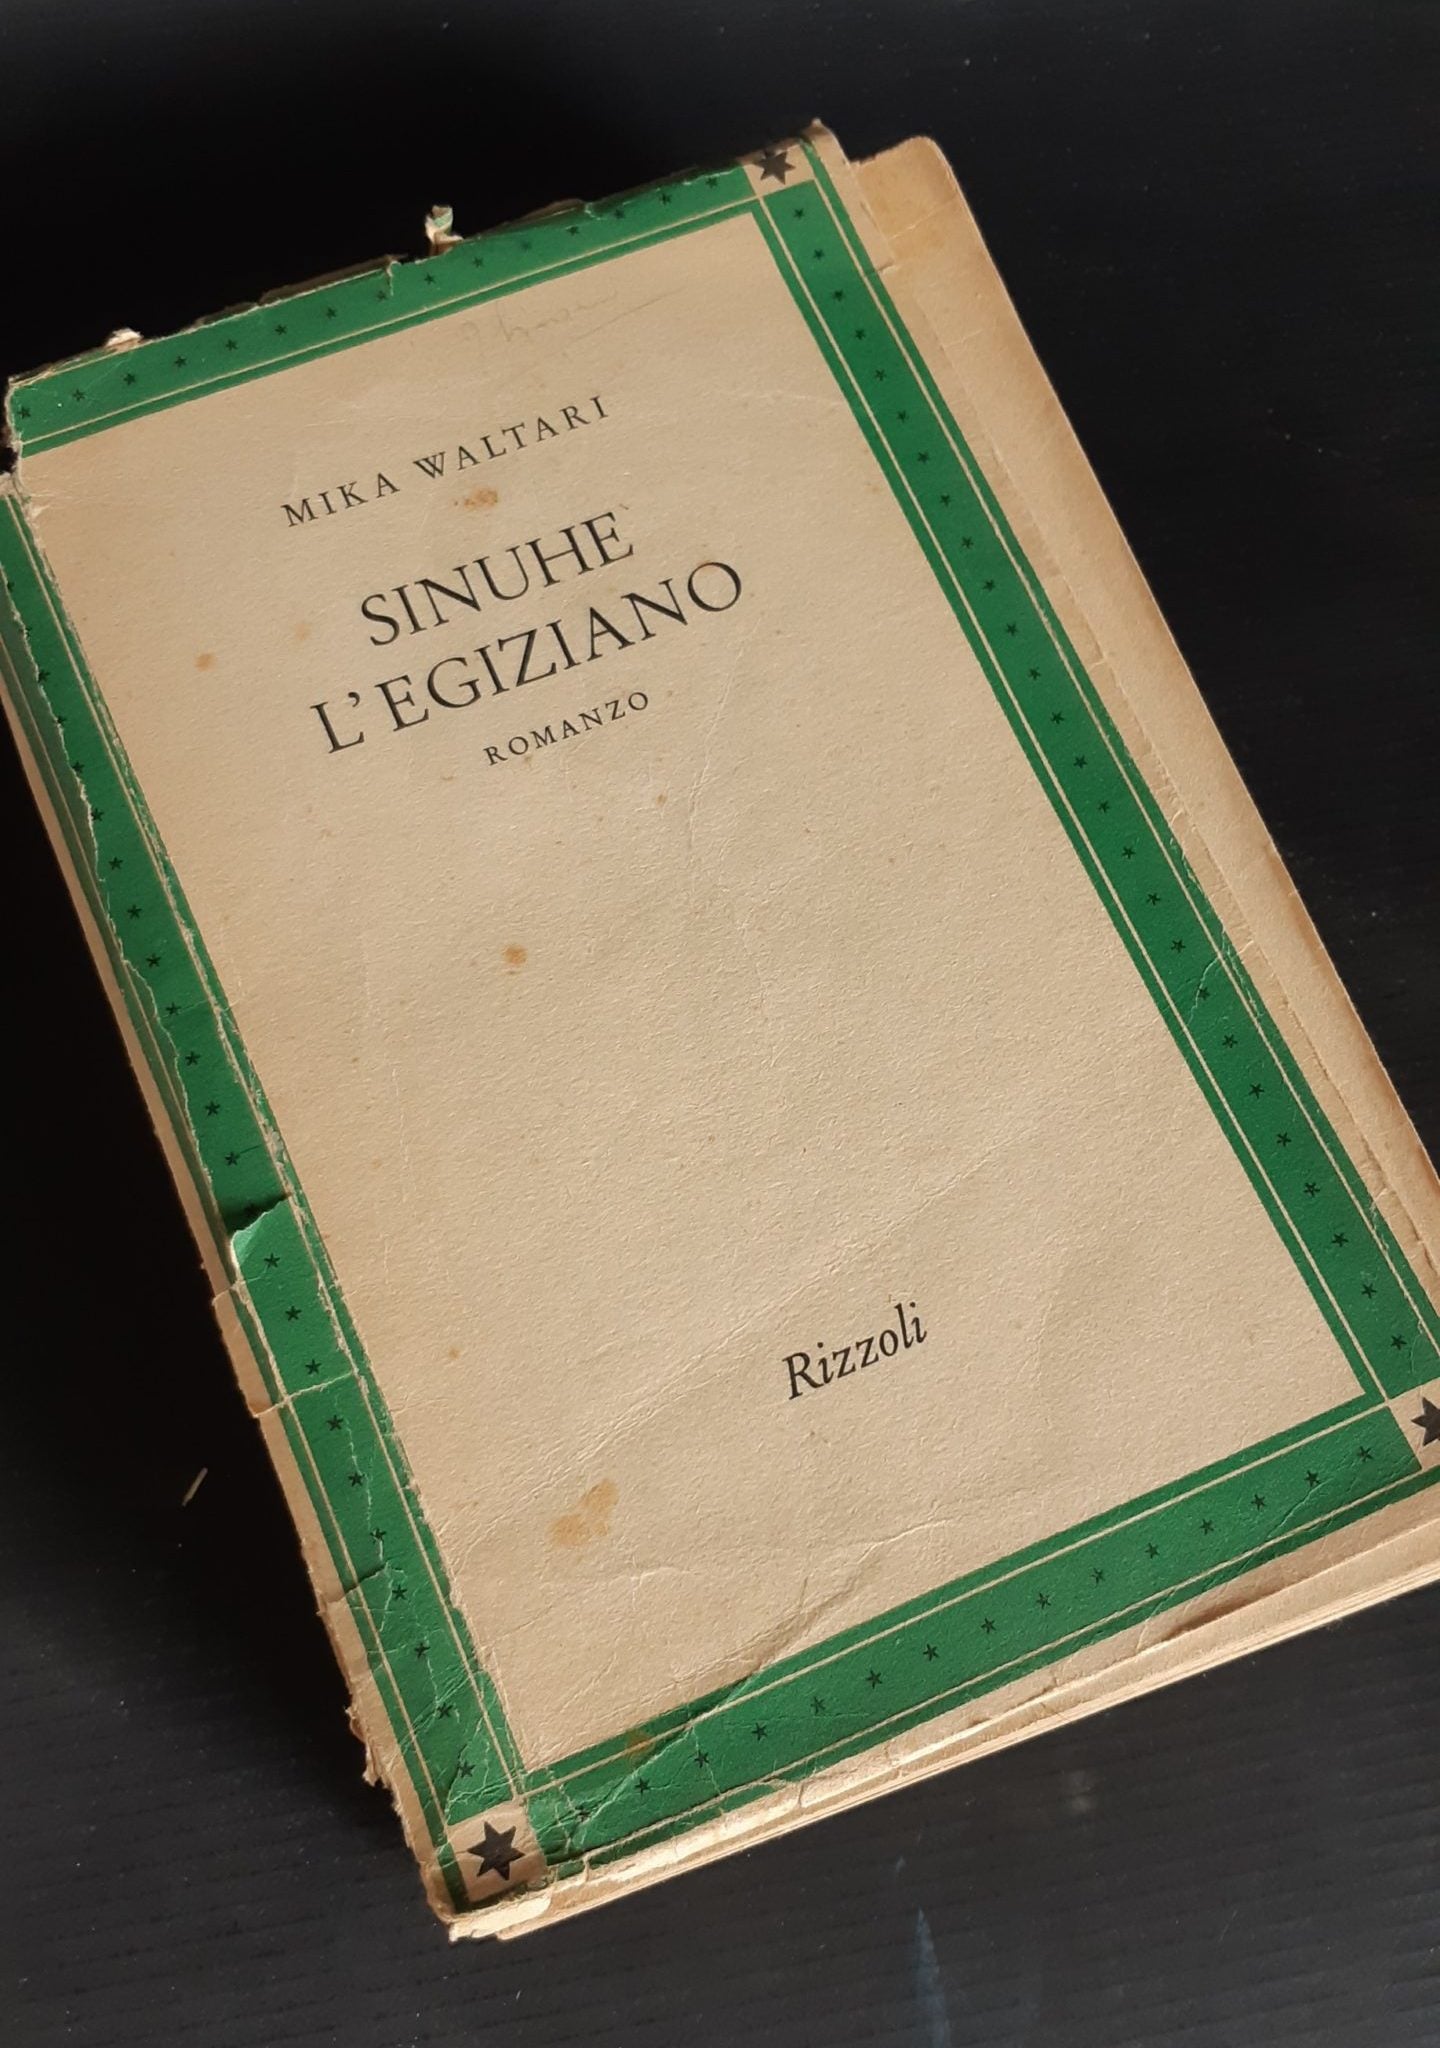 MIKA WALTARI
SINUHE
L'EGIZIANO
ROMANZO
Rizzoli